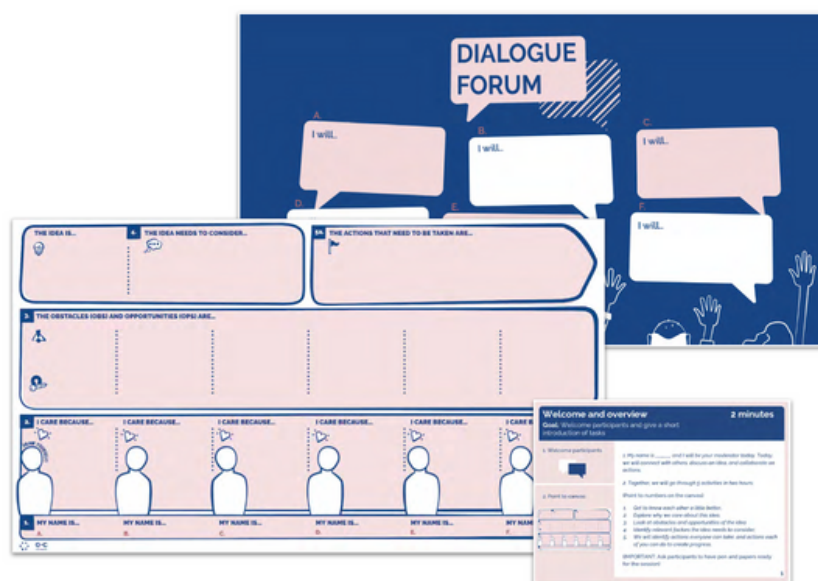 DIALOGUE
FORUM
A.
I will..
B.
I will..
C.
I will..
D.
E.
F.
I will..
THE IDEA IS...
4. THE IDEA NEEDS TO CONSIDER...
5a. THE ACTIONS THAT NEED TO BE TAKEN ARE...
3. THE OBSTACLES (OBS) AND OPPORTUNITIES (OPS) ARE...
2. I CARE BECAUSE... I CARE BECAUSE... I CARE BECAUSE... I CARE BECAUSE... I CARE BECAUSE... I CARE B
1. MY NAME IS... MY NAME IS... MY NAME IS... MY NAME IS... MY NAME IS... MY NAM
A. B. C. D. E. F.
Welcome and overview 2 minutes
Goal: Welcome participants and give a short
introduction of tasks
1. Welcome participants
1. My name is ______ and I will be your moderator today. Today
we will connect with others, discuss an idea, and collaborate on
actions.
2. Together, we will go through 5 activities in two hours.
2. Point to canvas
(Point to numbers on the canvas)
1. Get to know each other a little better.
2. Explore why we care about this idea.
3. Look at obstacles and opportunities of the idea
4. Identify relevant factors the idea needs to consider.
5. We will identify actions everyone can take, and actions each
of you can do to create progress.
IMPORTANT: Ask participants to have pen and papers ready
for the session!